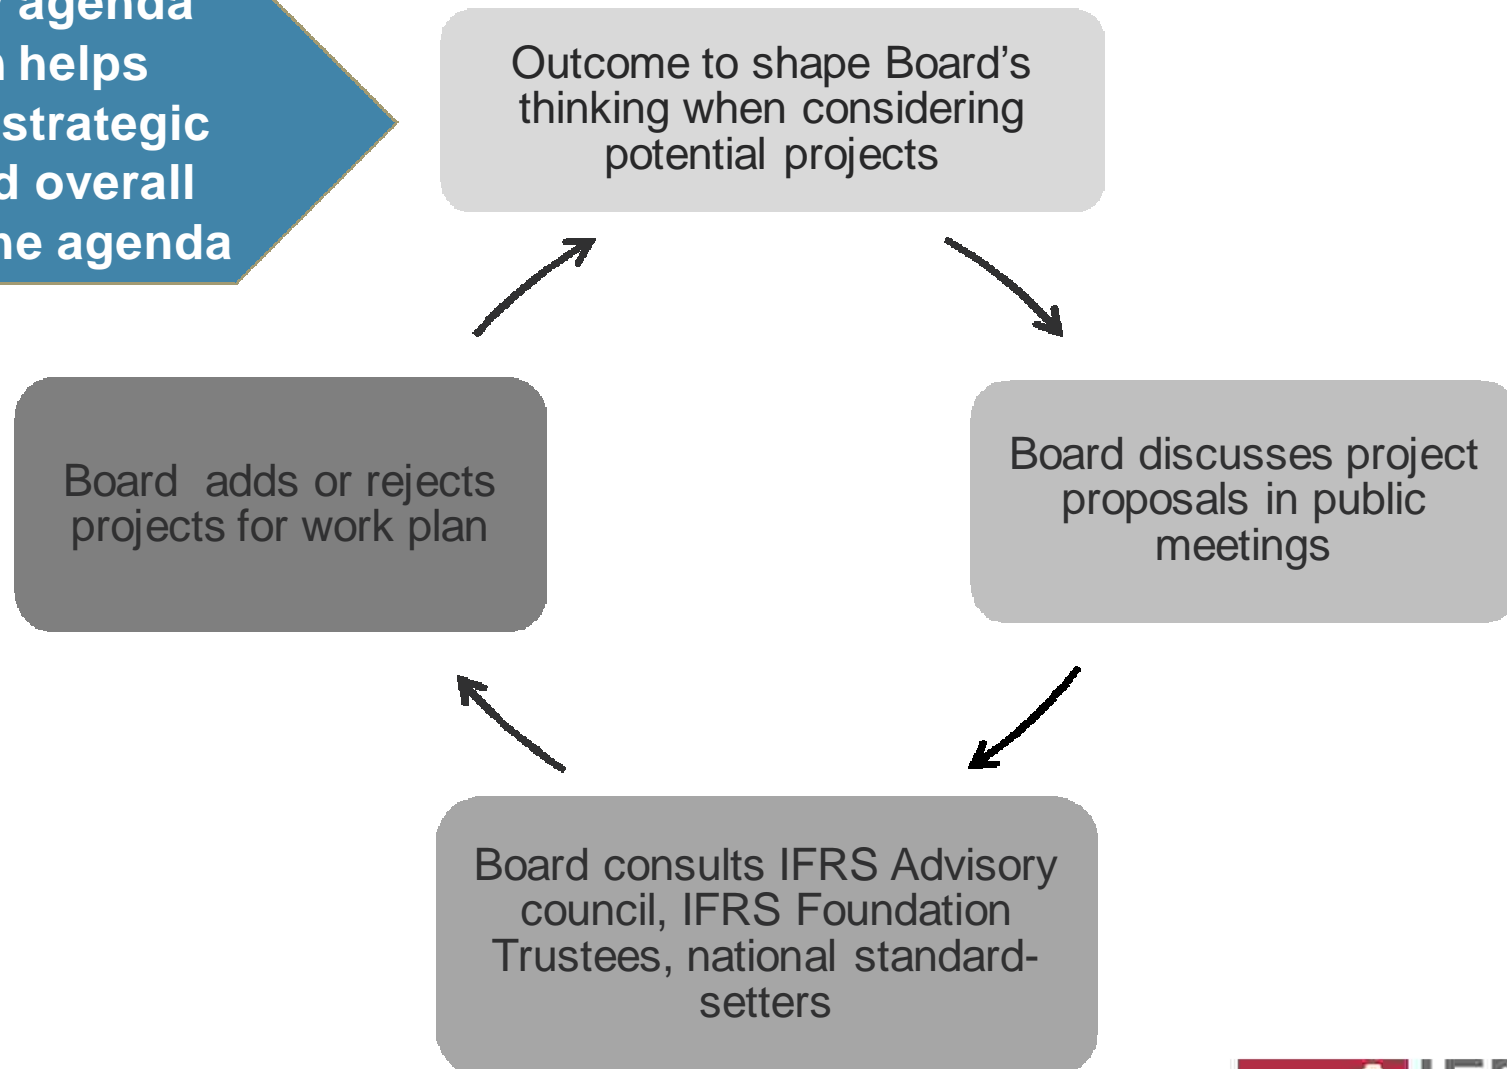 agenda
helps
strategic
overall
agenda
Outcome to shape Board's
thinking when considering
potential projects
Board discusses project
proposals in public
meetings
Board adds or rejects
projects for work plan
Board consults IFRS Advisory
council, IFRS Foundation
Trustees, national standard-
setters